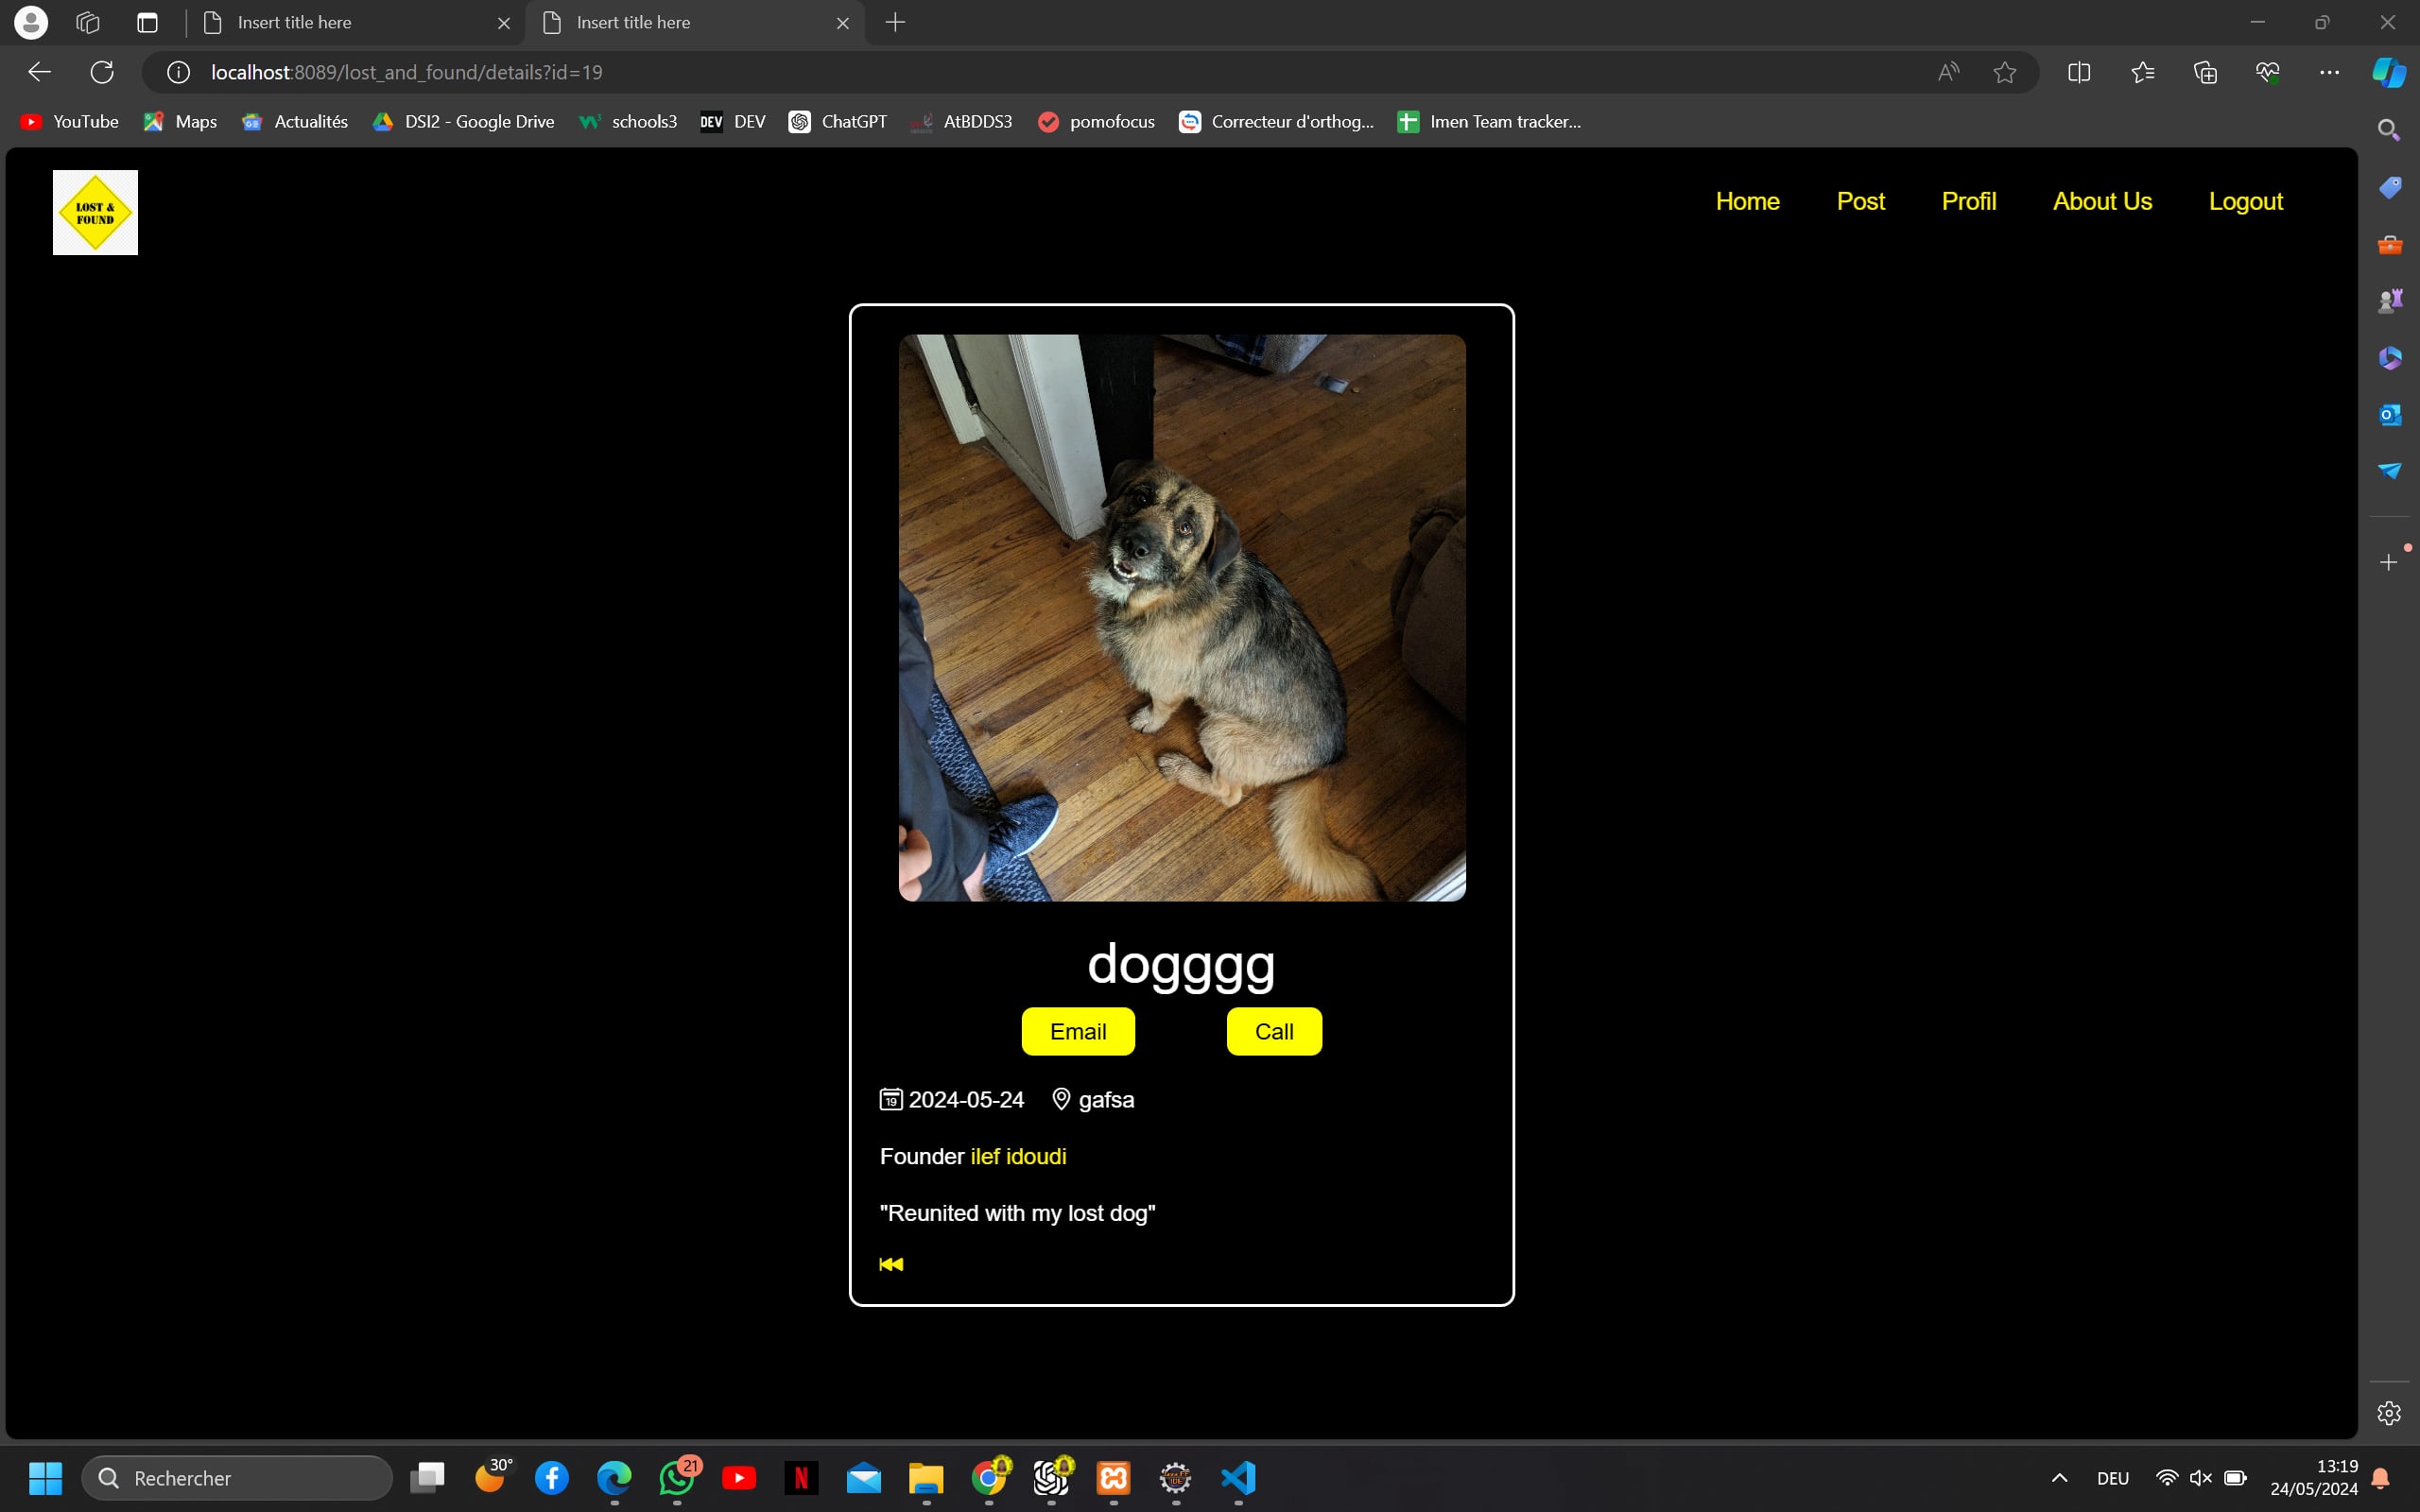 Insert title here
Insert title here
localhost:8089/lost_and_found/details?id=19
YouTube
Maps
Actualités
DSI2 - Google Drive
schools3
DEV DEV
ChatGPT
AtBDDS3
pomofocus
Correcteur d'orthog...
Imen Team tracker...
LOST &
FOUND
Home
Post
Profil
About Us
Logout
dogggg
Email
Call
19 2024-05-24
gafsa
Founder ilef idoudi
"Reunited with my lost dog"
Rechercher
30°
21
DEU
13:19
24/05/2024